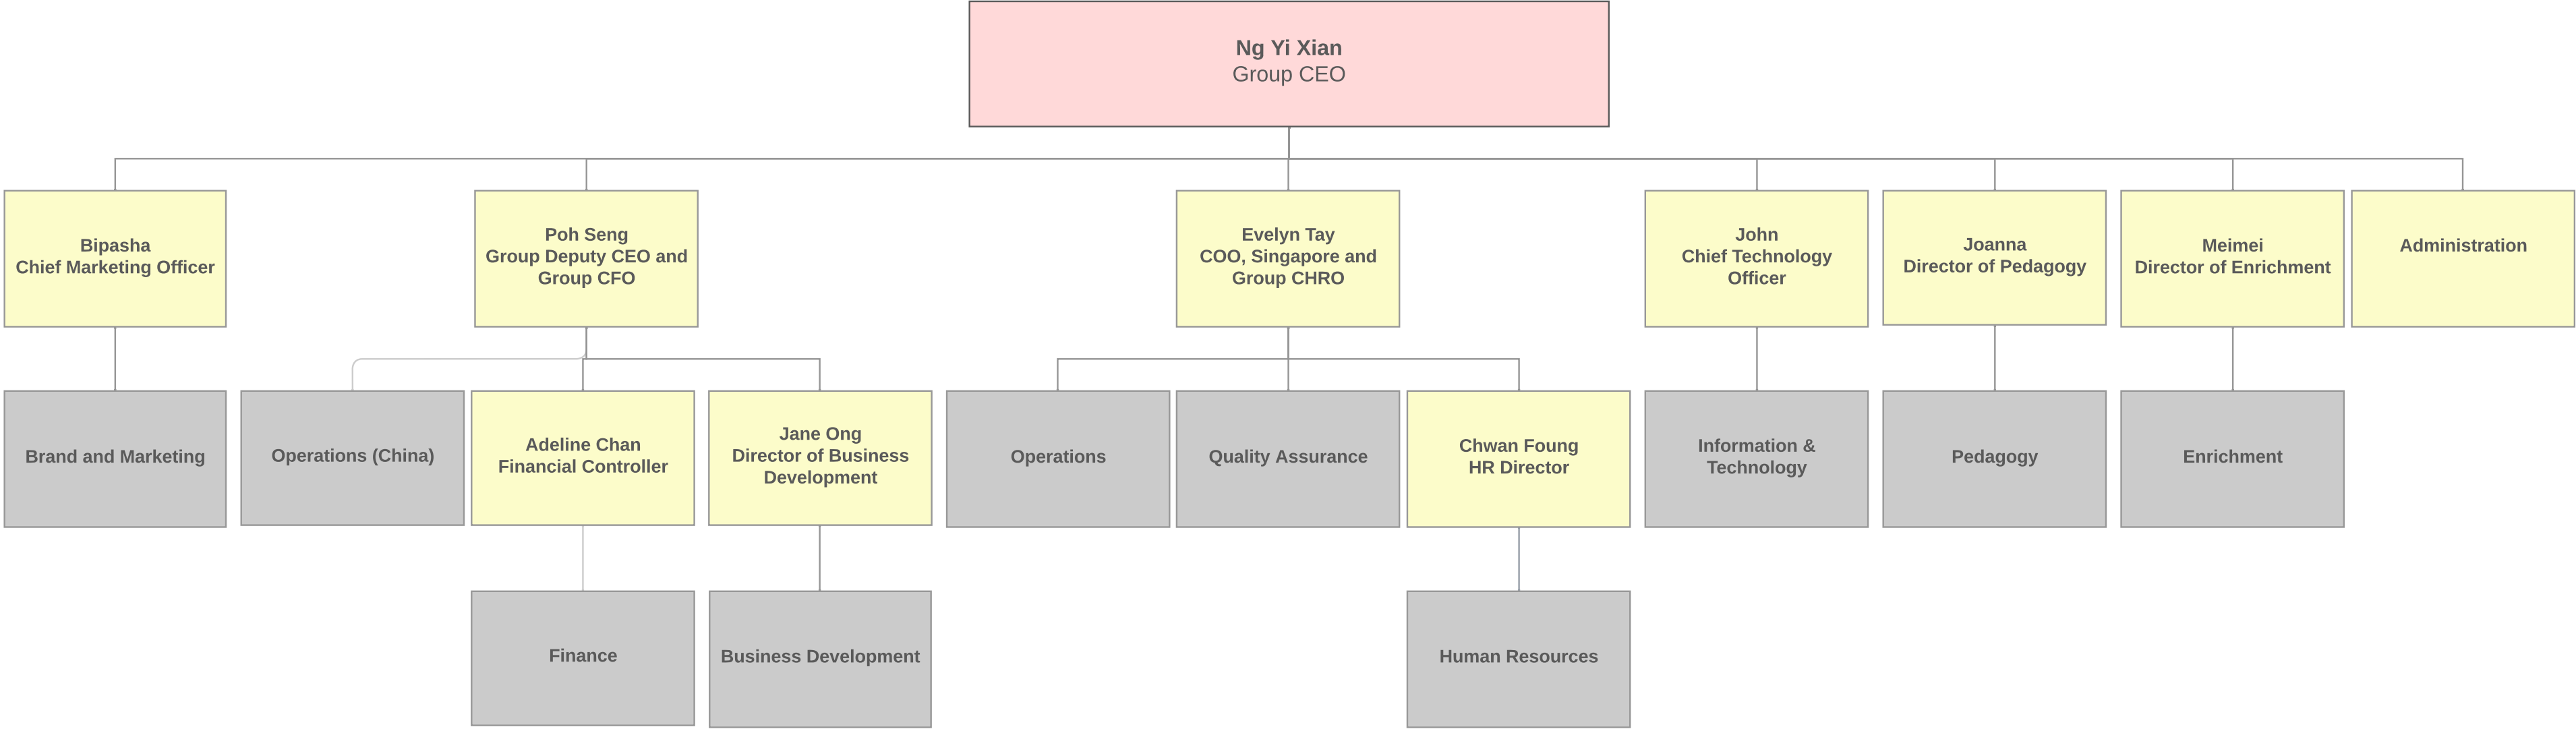 Ng Yi Xian
Group CEO
Bipasha
Chief Marketing Officer
Poh Seng
Group Deputy CEO and
Group CFO
Evelyn Tay
COO, Singapore and
Group CHRO
John
Chief Technology
Officer
Joanna
Director of Pedagogy
Meimei
Director of Enrichment
Administration
Brand and Marketing
Operations (China)
Adeline Chan
Financial Controller
Jane Ong
Director of Business
Development
Operations
Quality Assurance
Chwan Foung
HR Director
Information &
Technology
Pedagogy
Enrichment
Finance
Business Development
Human Resources